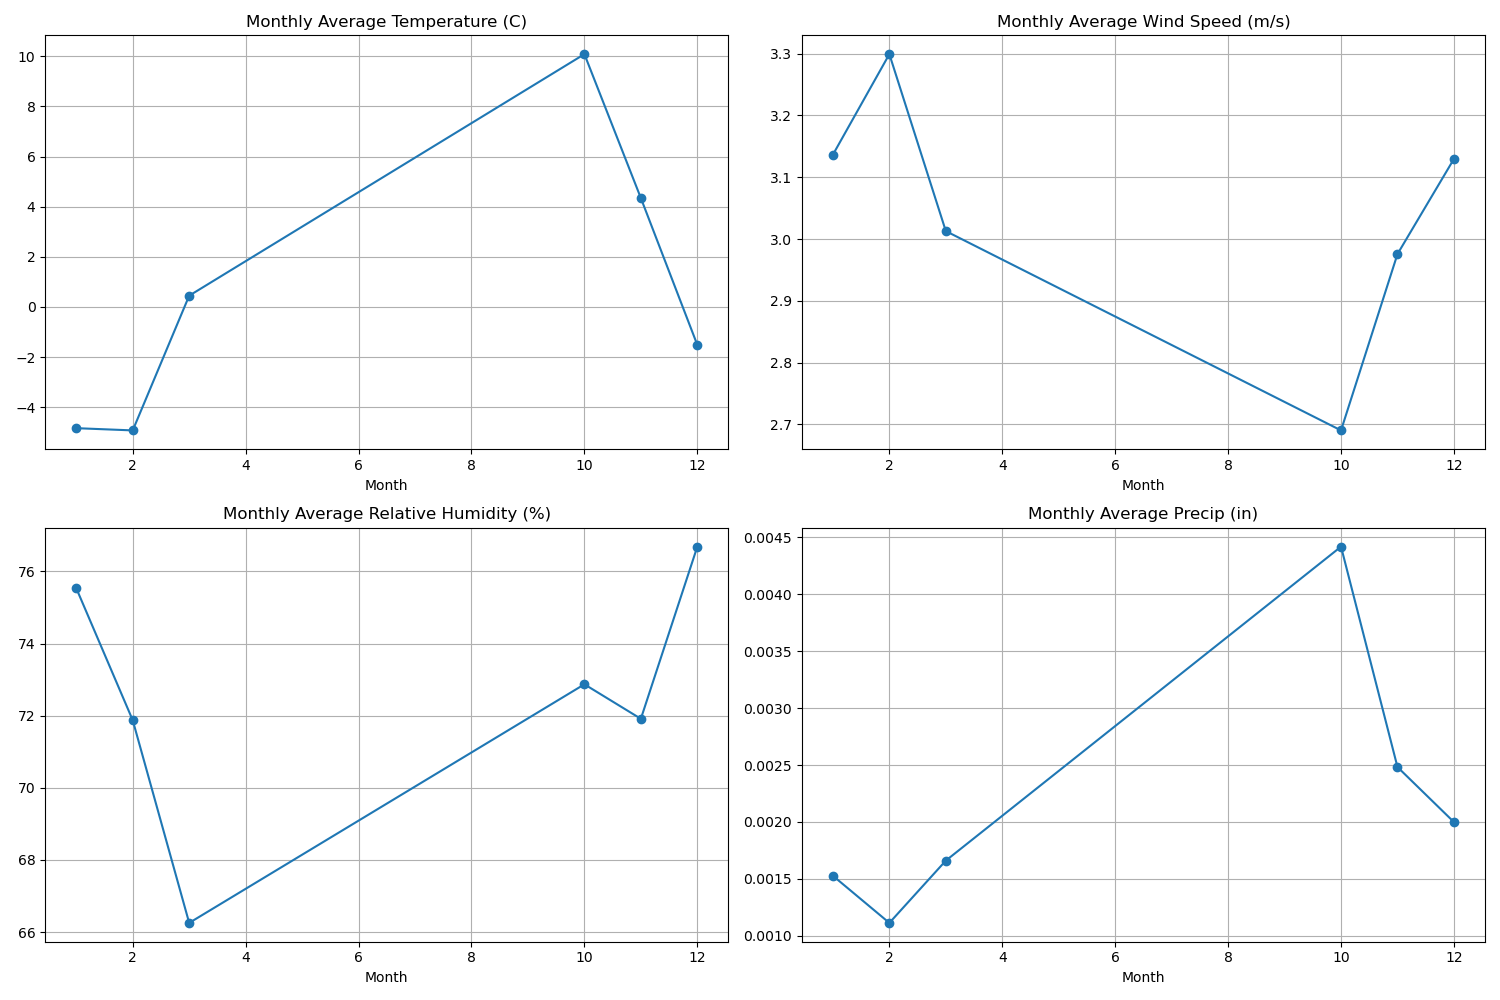 Monthly Average Temperature (C)
10
8
6
4
2
0
−2
−4
2 4 6 8 10 12
Month
Monthly Average Wind Speed (m/s)
3.3
3.2
3.1
3.0
2.9
2.8
2.7
2 4 6 8 10 12
Month
Monthly Average Relative Humidity (%)
76
74
72
70
68
66
2 4 6 8 10 12
Month
Monthly Average Precip (in)
0.0045
0.0040
0.0035
0.0030
0.0025
0.0020
0.0015
0.0010
2 4 6 8 10 12
Month